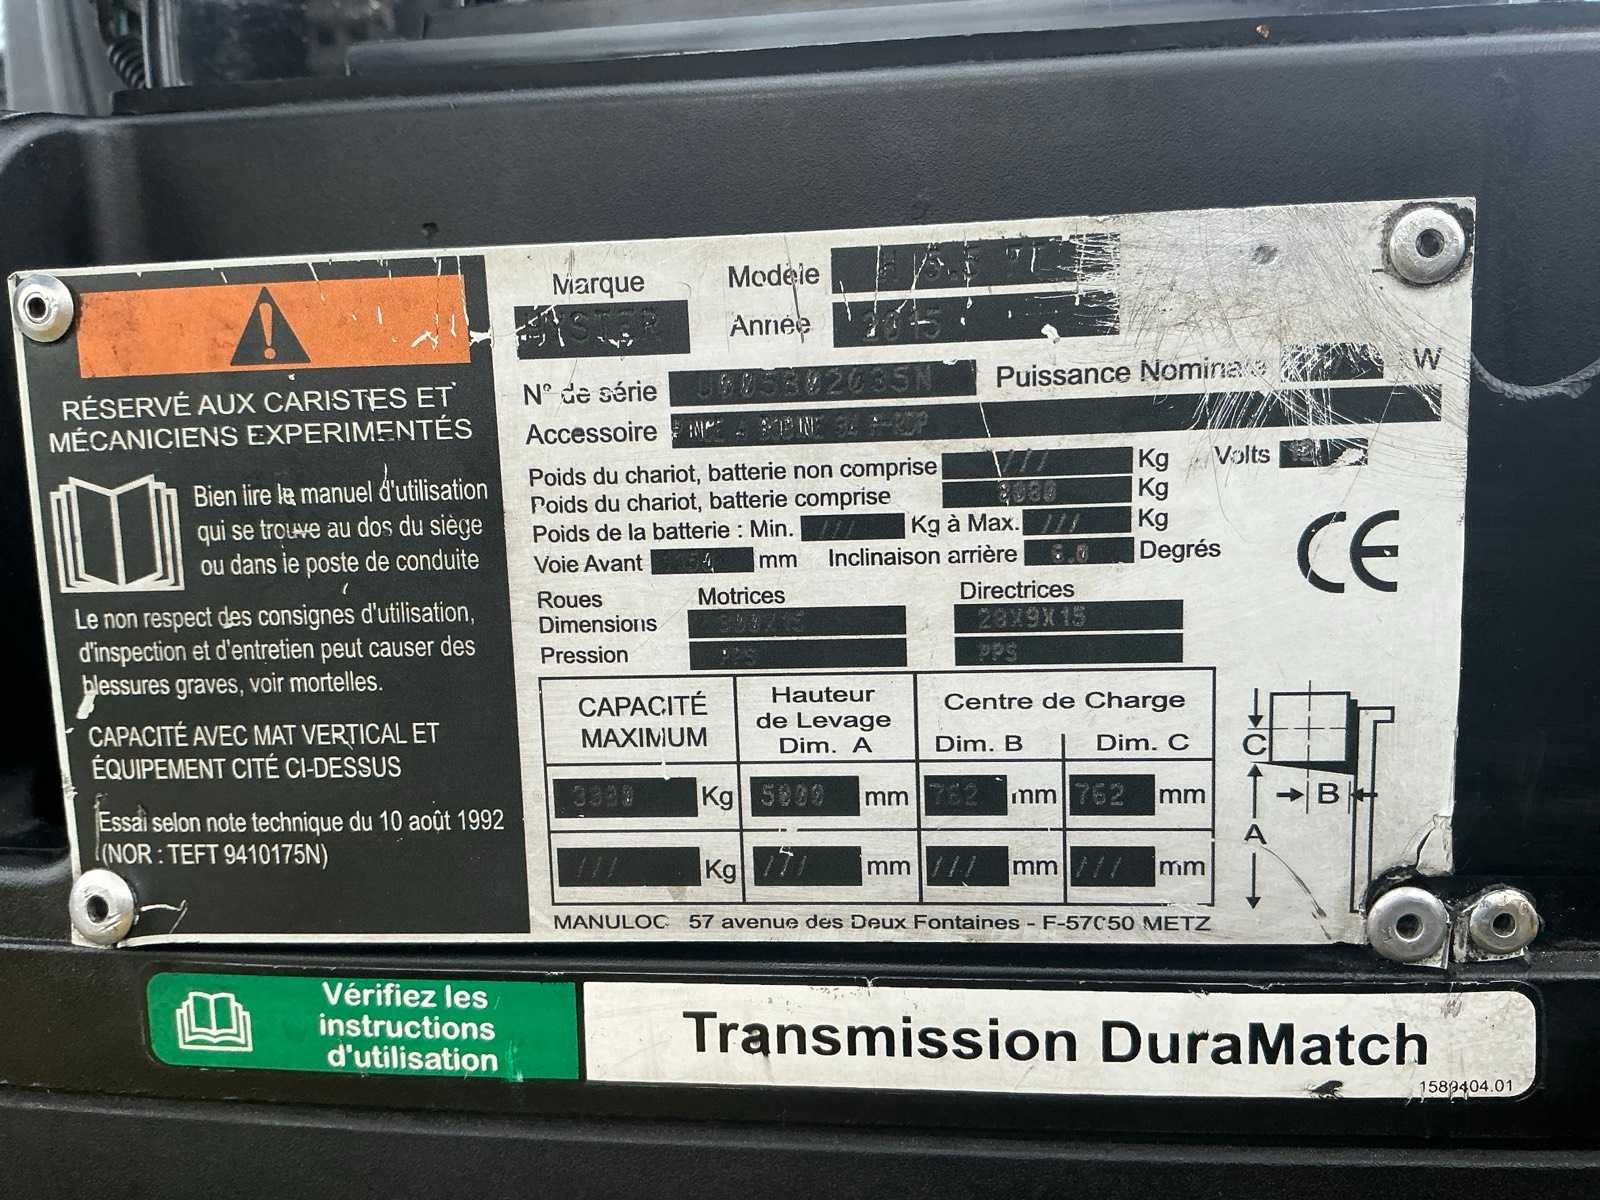 RÉSERVÉ AUX CARISTES ET
MÉCANICIENS EXPERIMENTÉS
Bien lire le manuel d'utilisation
qui se trouve au dos du siège
ou dans le poste de conduite
Le non respect des consignes d'utilisation,
d'inspection et d'entretien peut causer des
blessures graves, voir mortelles.
CAPACITÉ AVEC MAT VERTICAL ET
ÉQUIPEMENT CITÉ CI-DESSUS
Essai selon note technique du 10 août 1992
(NOR : TEFT 9410175N)
Marque
HYSTER
Modèle
Année 2015
N° de série U005B02035N
Puissance Nominale W
Accessoire
Poids du chariot, batterie non comprise /// Kg
Volts
Poids du chariot, batterie comprise 8080 Kg
Poids de la batterie : Min. /// Kg à Max. /// Kg
Voie Avant mm Inclinaison arrière 6.0 Degrés
CE
Roues Motrices Directrices
Dimensions 28X9X15
Pression PPS PPS
CAPACITÉ
MAXIMUM
Hauteur
de Levage
Dim. A
Centre de Charge
Dim. B Dim. C
Kg 5000 mm 762 mm 762 mm
/// Kg /// mm /// mm /// mm
C
B
A
MANULOC 57 avenue des Deux Fontaines - F-57050 METZ
Vérifiez les
instructions
d'utilisation
Transmission DuraMatch
1589404.01